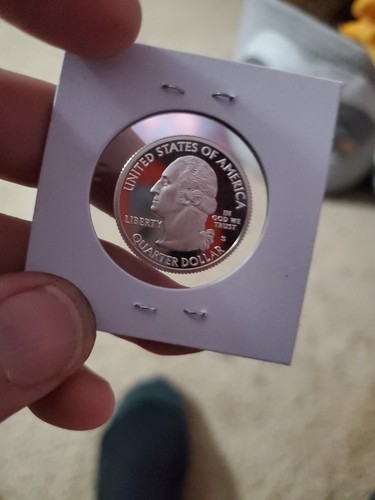 UNITED STATES OF AMERICA
LIBERTY
IN
GOD WE
TRUST
S
QUARTER DOLLAR